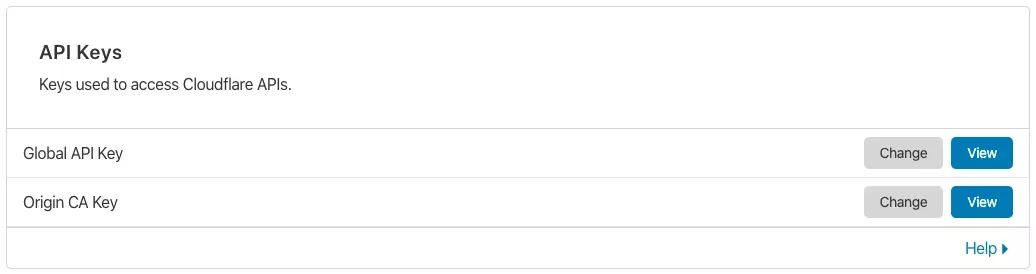 API Keys
Keys used to access Cloudflare APIs.
Global API Key Change View
Origin CA Key Change View
Help